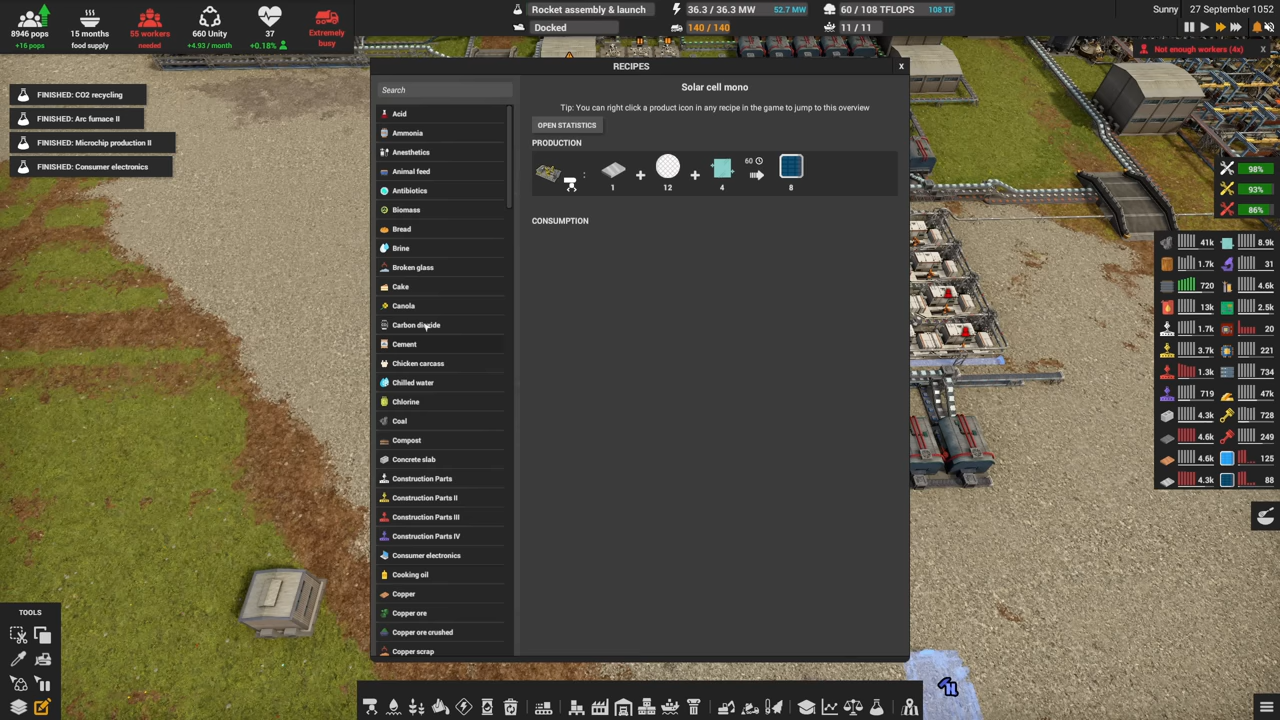 8946 pops
+16 pops
15 months
food supply
55 workers
needed
660 Unity
+4.93 / month
37
+0.18%
Extremely
busy
Rocket assembly & launch
Docked
36.3 / 36.3 MW
52.7 MW
140 / 140
60 / 108 TFLOPS
108 TF
11 / 11
Sunny
27 September 1052
Not enough workers (4x)
x
FINISHED: CO2 recycling
FINISHED: Arc furnace II
FINISHED: Microchip production II
FINISHED: Consumer electronics
RECIPES
x
Search
Acid
Ammonia
Anesthetics
Animal feed
Antibiotics
Biomass
Bread
Brine
Broken glass
Cake
Canola
Carbon dioxide
Cement
Chicken carcass
Chilled water
Chlorine
Coal
Compost
Concrete slab
Construction Parts
Construction Parts II
Construction Parts III
Construction Parts IV
Consumer electronics
Cooking oil
Copper
Copper ore
Copper ore crushed
Copper scrap
Solar cell mono
Tip: You can right click a product icon in any recipe in the game to jump to this overview
OPEN STATISTICS
PRODUCTION
: 1 + 12 + 4 60 8
CONSUMPTION
98%
93%
86%
41k 8.9k
1.7k 31
720 4.6k
13k 2.5k
1.7k 20
3.7k 221
1.3k 734
719 47k
4.3k 728
4.6k 249
4.6k 125
4.3k 88
TOOLS